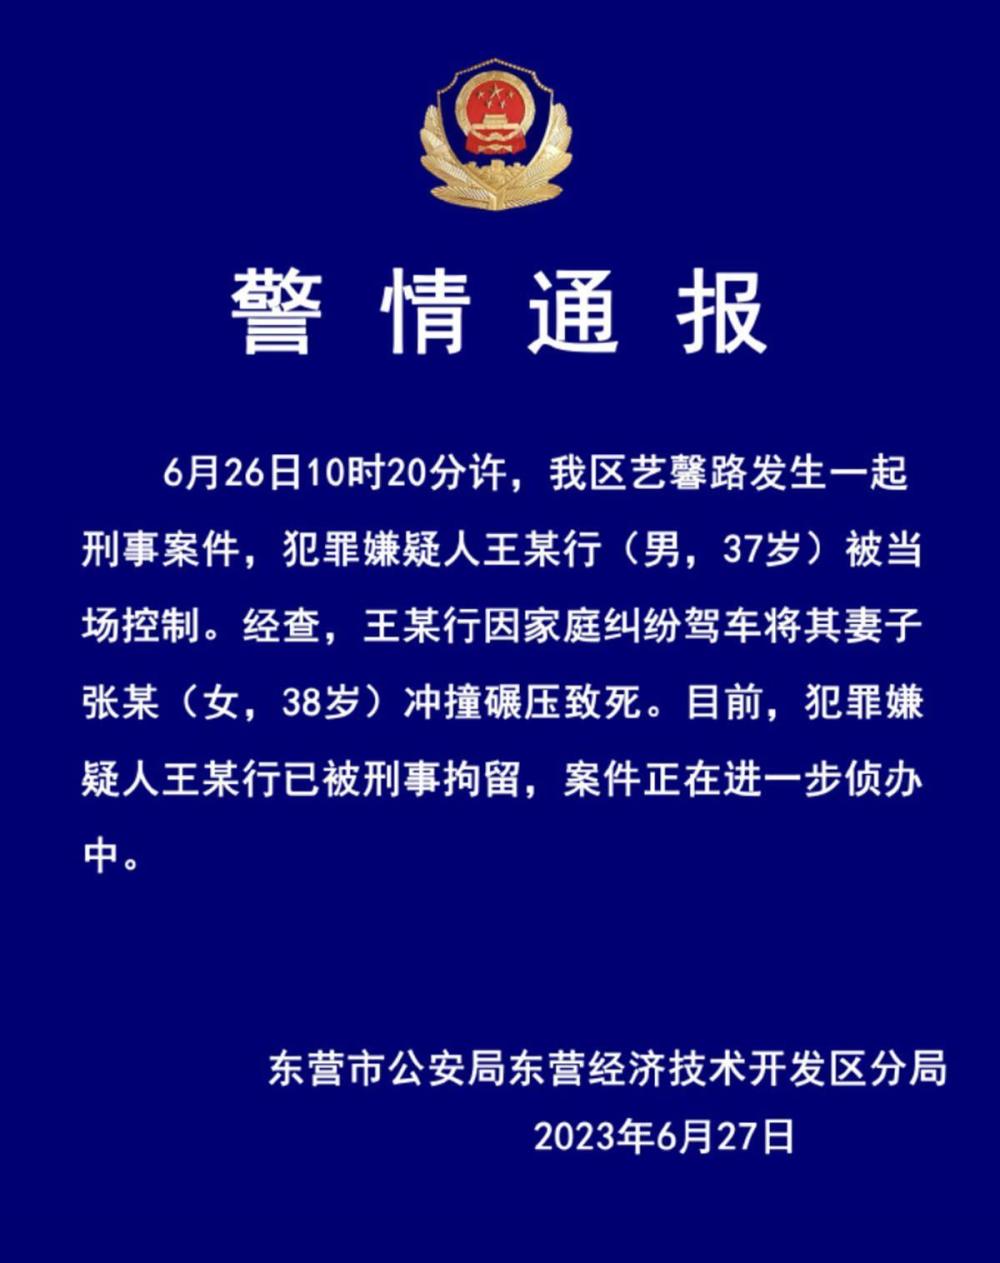 警情通报
6月26日10时20分许，我区艺馨路发生一起
刑事案件，犯罪嫌疑人王某行（男，37岁）被当
场控制。经查，王某行因家庭纠纷驾车将其妻子
张某（女，38岁）冲撞碾压致死。目前，犯罪嫌
疑人王某行已被刑事拘留，案件正在进一步侦办
中。
东营市公安局东营经济技术开发区分局
2023年6月27日